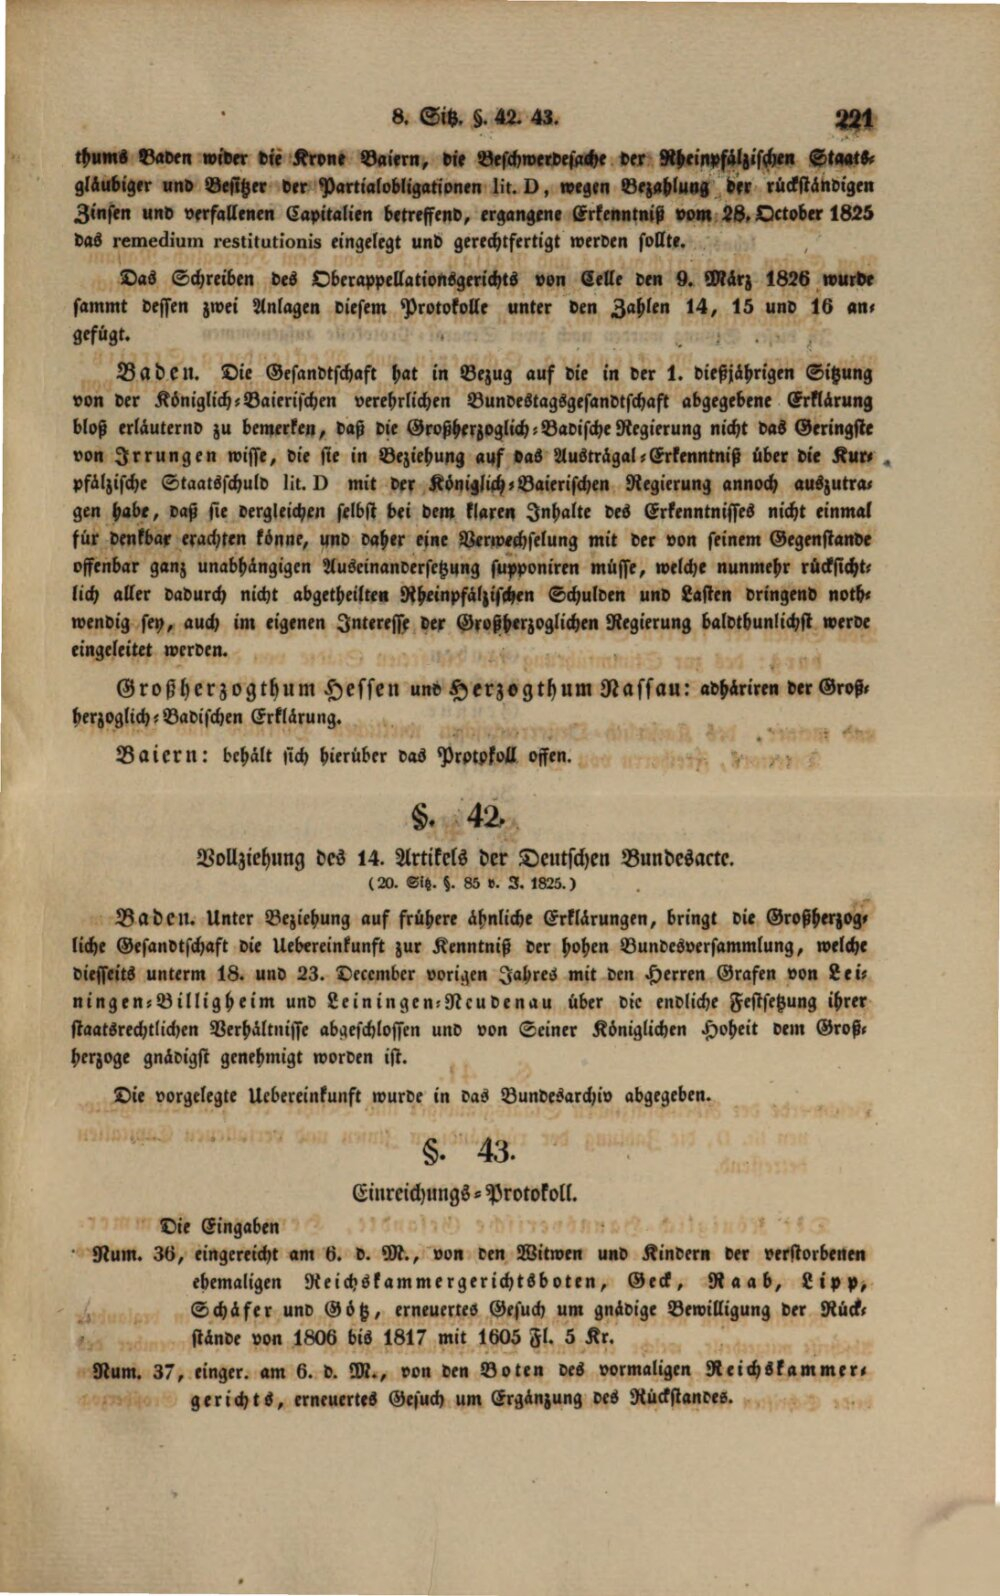 8. Sitz. §. 42. 43. 221
thums Baden wider die Krone Baiern, die Beschwerdesache der Rheinpfälzischen Staats-
gläubiger und Besitzer der Partialobligationen lit. D, wegen Bezahlung der rückständigen
Zinsen und verfallenen Capitalien betreffend, ergangene Erkenntniß vom 28. October 1825
das remedium restitutionis eingelegt und gerechtfertigt werden sollte.
Das Schreiben des Oberappellationsgerichts von Celle den 9. März 1826 wurde
sammt dessen zwei Anlagen diesem Protokolle unter den Zahlen 14, 15 und 16 an-
gefügt.
Baden. Die Gesandtschaft hat in Bezug auf die in der 1. dießjährigen Sitzung
von der Königlich-Baierischen verehrlichen Bundestagsgesandtschaft abgegebene Erklärung
bloß erläuternd zu bemerken, daß die Großherzoglich-Badische Regierung nicht das Geringste
von Irrungen wisse, die sie in Beziehung auf das Austrägal-Erkenntniß über die Kur-
pfälzische Staatsschuld lit. D mit der Königlich-Baierischen Regierung annoch auszutra-
gen habe, daß sie dergleichen selbst bei dem klaren Inhalte des Erkenntnisses nicht einmal
für denkbar erachten könne, und daher eine Verwechselung mit der von seinem Gegenstande
offenbar ganz unabhängigen Auseinandersetzung supponiren müsse, welche nunmehr rücksicht-
lich aller dadurch nicht abgetheilten Rheinpfälzischen Schulden und Lasten dringend noth-
wendig sey, auch im eigenen Interesse der Großherzoglichen Regierung baldthunlichst werde
eingeleitet werden.
Großherzogthum Hessen und Herzogthum Nassau: adhäriren der Groß-
herzoglich-Badischen Erklärung.
Baiern: behält sich hierüber das Protokoll offen.
§. 42.
Vollziehung des 14. Artikels der Deutschen Bundesacte.
(20. Sitz. §. 85 v. J. 1825.)
Baden. Unter Beziehung auf frühere ähnliche Erklärungen, bringt die Großherzog-
liche Gesandtschaft die Uebereinkunft zur Kenntniß der hohen Bundesversammlung, welche
diesseits unterm 18. und 23. December vorigen Jahres mit den Herren Grafen von Lei-
ningen-Billigheim und Leiningen-Neudenau über die endliche Festsetzung ihrer
staatsrechtlichen Verhältnisse abgeschlossen und von Seiner Königlichen Hoheit dem Groß-
herzoge gnädigst genehmigt worden ist.
Die vorgelegte Uebereinkunft wurde in das Bundesarchiv abgegeben.
§. 43.
Einreichungs-Protokoll.
Die Eingaben
Num. 36, eingereicht am 6. d. M., von den Witwen und Kindern der verstorbenen
ehemaligen Reichskammergerichtsboten, Geck, Raab, Lipp,
Schäfer und Götz, erneuertes Gesuch um gnädige Bewilligung der Rück-
stände von 1806 bis 1817 mit 1605 Fl. 5 Kr.
Num. 37, einger. am 6. d. M., von den Boten des vormaligen Reichskammer-
gerichts, erneuertes Gesuch um Ergänzung des Rückstandes.